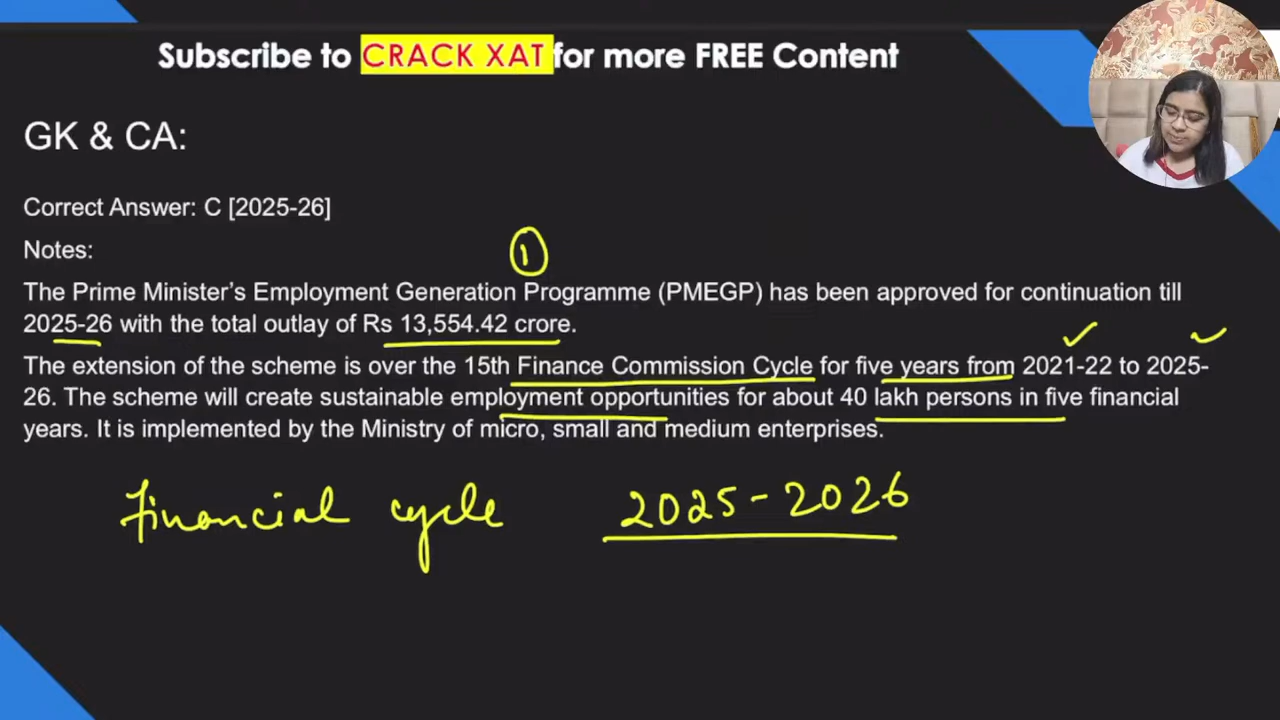 Subscribe to CRACK XAT for more FREE Content
GK & CA:
Correct Answer: C [2025-26]
Notes:
1
The Prime Minister's Employment Generation Programme (PMEGP) has been approved for continuation till
2025-26 with the total outlay of Rs 13,554.42 crore.
The extension of the scheme is over the 15th Finance Commission Cycle for five years from 2021-22 to 2025-
26. The scheme will create sustainable employment opportunities for about 40 lakh persons in five financial
years. It is implemented by the Ministry of micro, small and medium enterprises.
Financial cycle 2025-2026